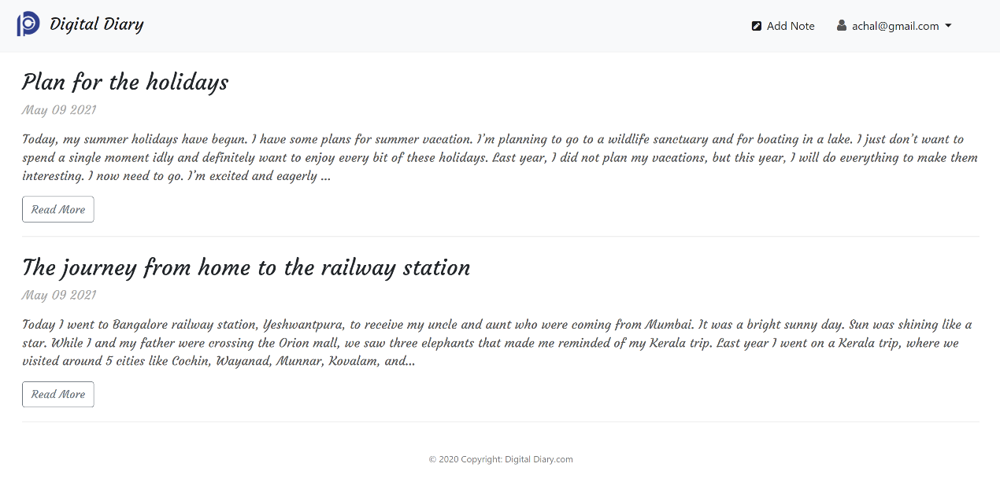 Digital Diary
Add Note
achal@gmail.com
Plan for the holidays
May 09 2021
Today, my summer holidays have begun. I have some plans for summer vacation. I'm planning to go to a wildlife sanctuary and for boating in a lake. I just don't want to
spend a single moment idly and definitely want to enjoy every bit of these holidays. Last year, I did not plan my vacations, but this year, I will do everything to make them
interesting. I now need to go. I'm excited and eagerly ...
Read More
The journey from home to the railway station
May 09 2021
Today I went to Bangalore railway station, Yeshwantpura, to receive my uncle and aunt who were coming from Mumbai. It was a bright sunny day. Sun was shining like a
star. While I and my father were crossing the Orion mall, we saw three elephants that made me reminded of my Kerala trip. Last year I went on a Kerala trip, where we
visited around 5 cities like Cochin, Wayanad, Munnar, Kovalam, and...
Read More
© 2020 Copyright: Digital Diary.com